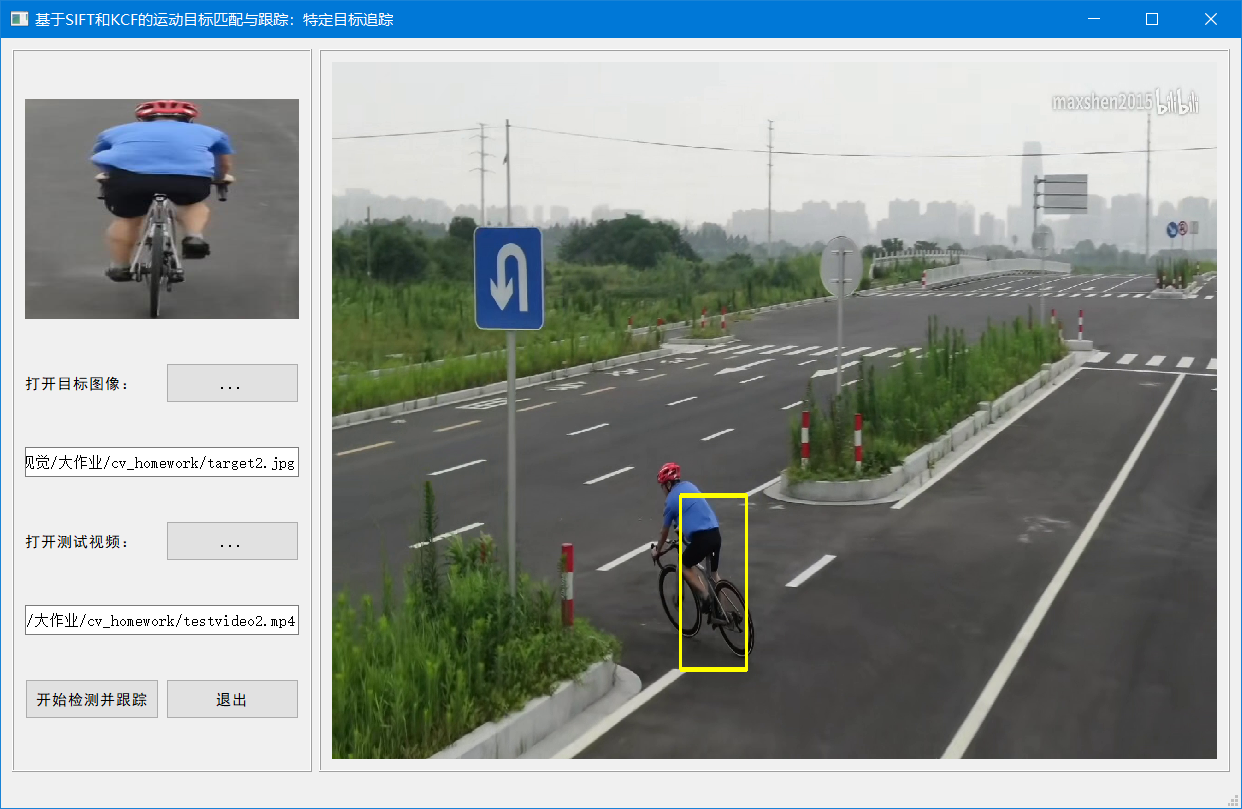 基于SIFT和KCF的运动目标匹配与跟踪：特定目标追踪
maxshen2015 bilibili
打开目标图像：
...
视觉/大作业/cv_homework/target2.jpg
打开测试视频：
...
/大作业/cv_homework/testvideo2.mp4
开始检测并跟踪
退出